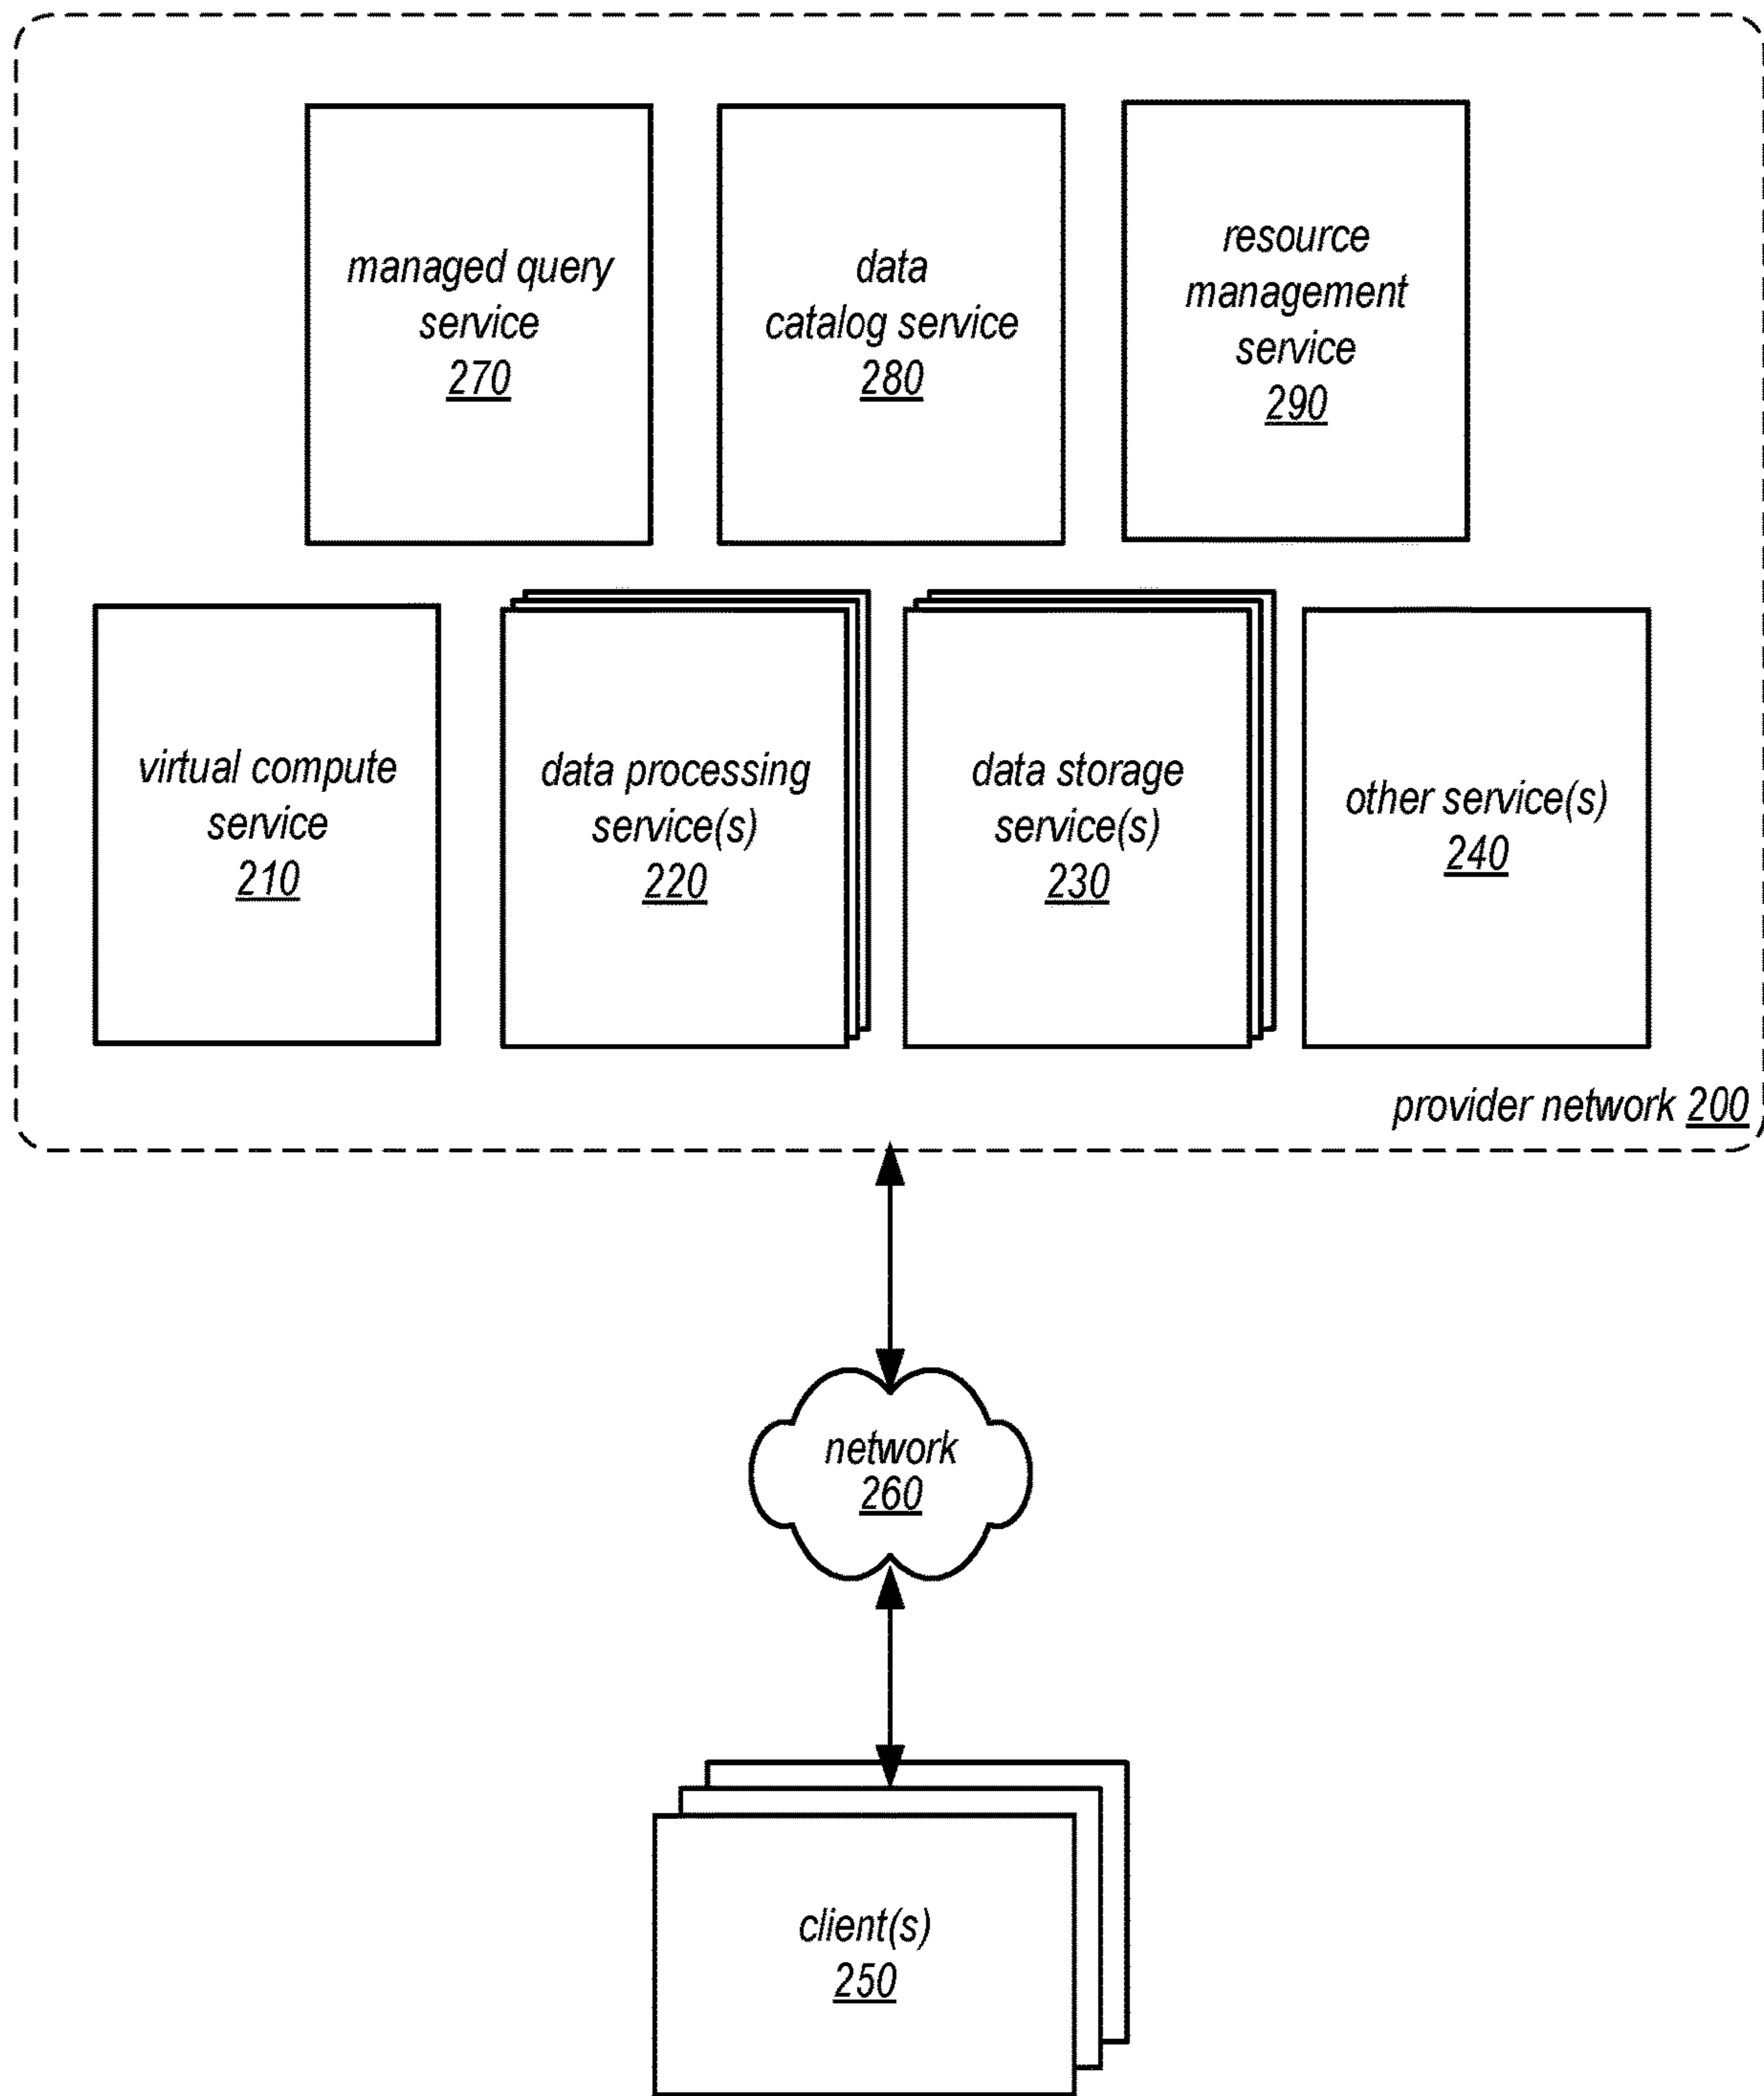 managed query
service
270
data
catalog service
280
resource
management
service
290
virtual compute
service
210
data processing
service(s)
220
data storage
service(s)
230
other service(s)
240
provider network 200
network
260
client(s)
250